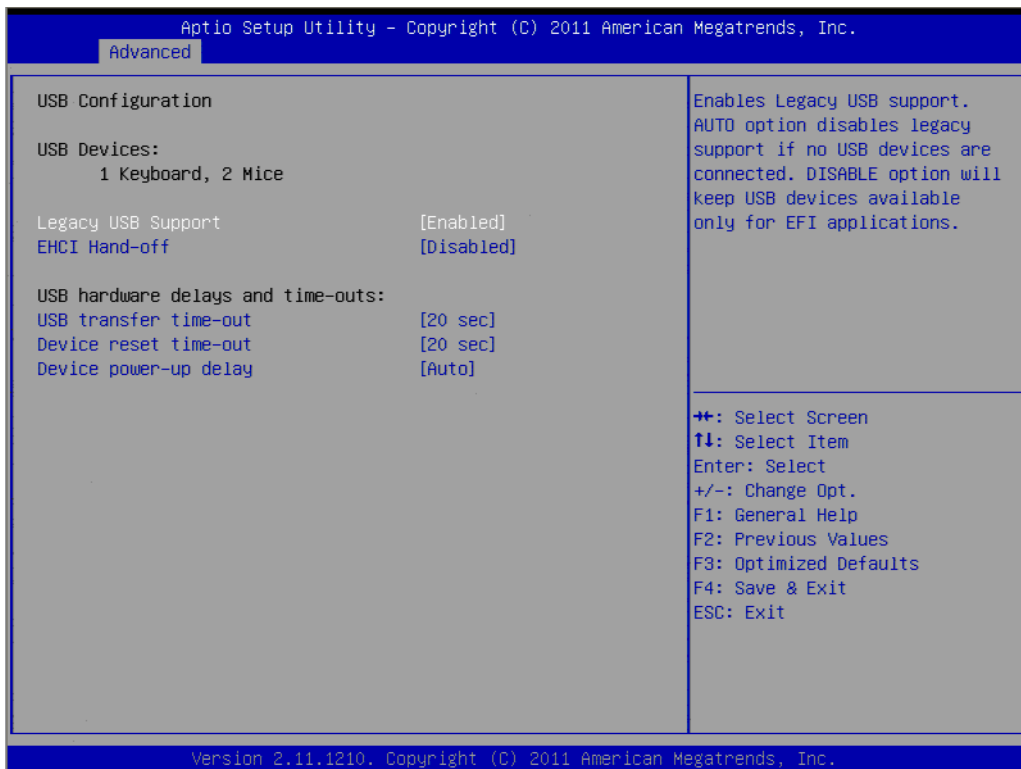 Aptio Setup Utility – Copyright (C) 2011 American Megatrends, Inc.
Advanced
USB Configuration
USB Devices:
1 Keyboard, 2 Mice
Legacy USB Support [Enabled]
EHCI Hand-off [Disabled]
USB hardware delays and time-outs:
USB transfer time-out [20 sec]
Device reset time-out [20 sec]
Device power-up delay [Auto]
Enables Legacy USB support.
AUTO option disables legacy
support if no USB devices are
connected. DISABLE option will
keep USB devices available
only for EFI applications.
→←: Select Screen
↑↓: Select Item
Enter: Select
+/-: Change Opt.
F1: General Help
F2: Previous Values
F3: Optimized Defaults
F4: Save & Exit
ESC: Exit
Version 2.11.1210. Copyright (C) 2011 American Megatrends, Inc.